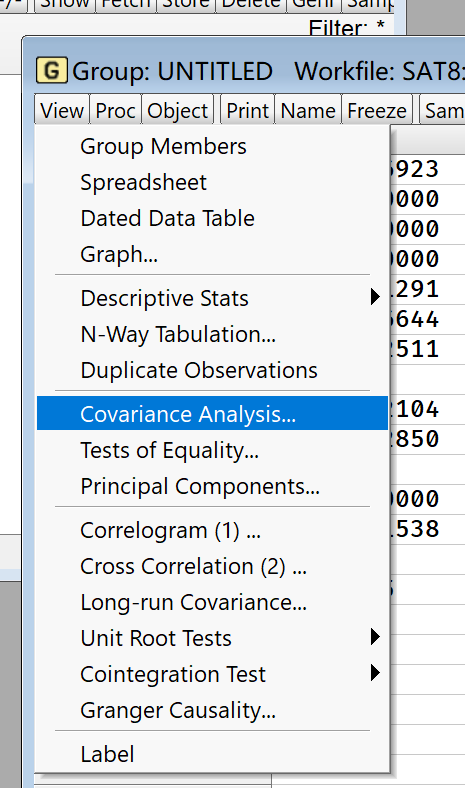 Show Fetch Store Delete Genr Samp
Filter: *
G Group: UNTITLED Workfile: SAT8:
View Proc Object Print Name Freeze Sam
Group Members
6923
Spreadsheet
0000
Dated Data Table
0000
Graph...
0000
Descriptive Stats
291
N-Way Tabulation...
644
Duplicate Observations
2511
Covariance Analysis...
2104
Tests of Equality...
2850
Principal Components...
0000
Correlogram (1) ...
538
Cross Correlation (2) ...
Long-run Covariance...
Unit Root Tests
Cointegration Test
Granger Causality...
Label